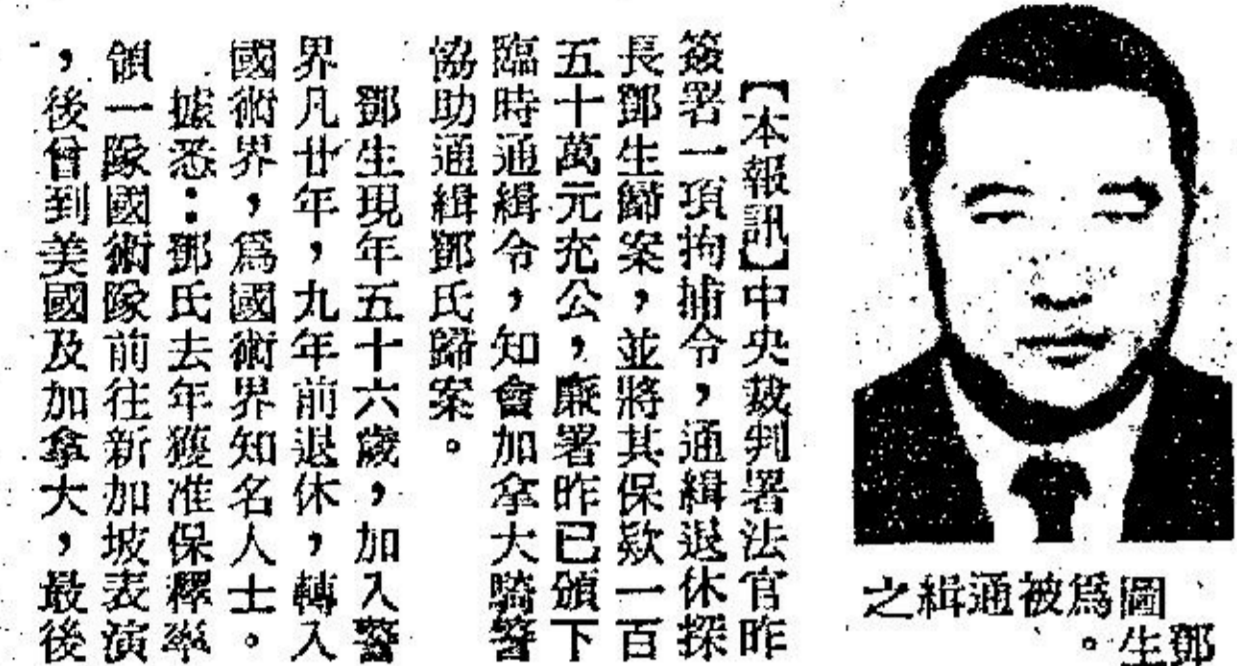 【本報訊】中央裁判署法官昨
簽署一項拘捕令，通緝退休探
長鄧生歸案，並將其保欵一百
五十萬元充公，廉署昨已頒下
臨時通緝令，知會加拿大騎警
協助通緝鄧氏歸案。
鄧生現年五十六歲，加入警
界凡廿年，九年前退休，轉入
國術界，爲國術界知名人士。
據悉：鄧氏去年獲准保釋率
領一隊國術隊前往新加坡表演
，後曾到美國及加拿大，最後
圖爲被通緝之
鄧生。